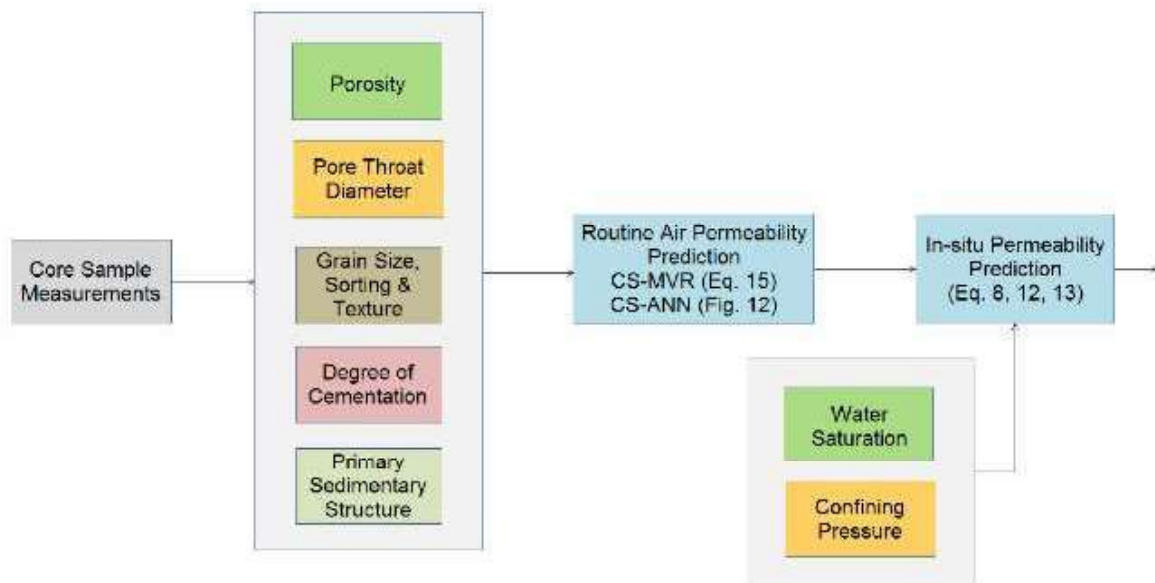 Core Sample
Measurements
Porosity
Pore Throat
Diameter
Grain Size,
Sorting &
Texture
Degree of
Cementation
Primary
Sedimentary
Structure
Routine Air Permeability
Prediction
CS-MVR (Eq. 15)
CS-ANN (Fig. 12)
In-situ Permeability
Prediction
(Eq. 8, 12, 13)
Water
Saturation
Confining
Pressure